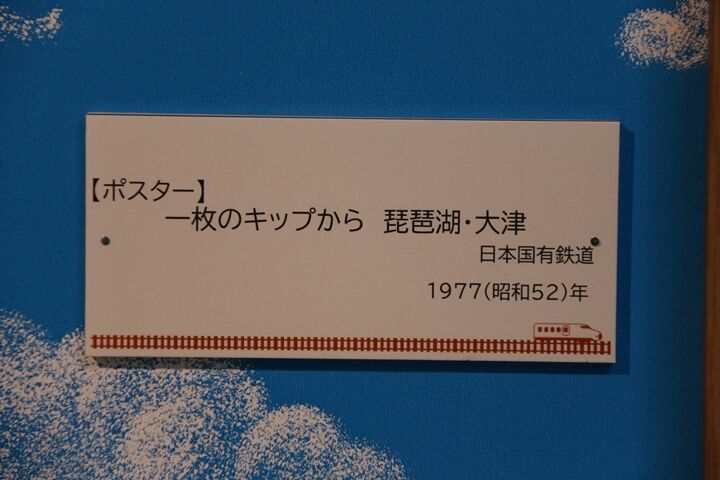 【ポスター】
一枚のキップから 琵琶湖・大津
日本国有鉄道
1977(昭和52)年